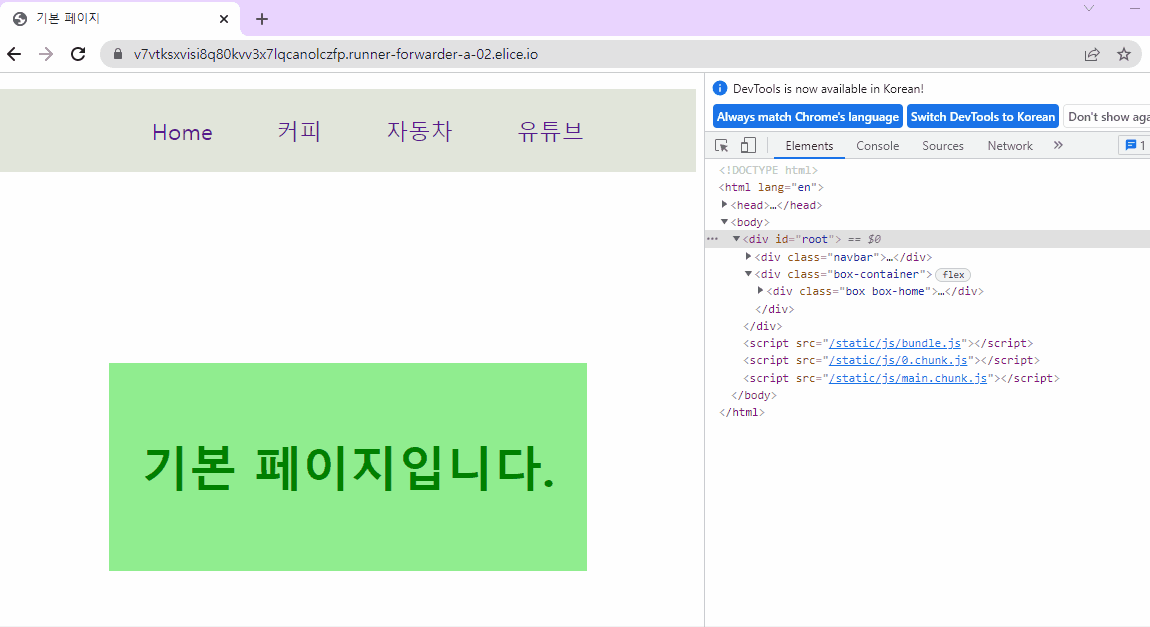 기본 페이지
v7vtksxvisi8q80kvv3x7lqcanolczfp.runner-forwarder-a-02.elice.io
Home 커피 자동차 유튜브
기본 페이지입니다.
DevTools is now available in Korean!
Always match Chrome's language Switch DevTools to Korean Don't show aga
Elements Console Sources Network » 1
<!DOCTYPE html>
<html lang="en">
<head>…</head>
<body>
<div id="root"> == $0
<div class="navbar">…</div>
<div class="box-container"> flex
<div class="box box-home">…</div>
</div>
</div>
<script src="/static/js/bundle.js"></script>
<script src="/static/js/0.chunk.js"></script>
<script src="/static/js/main.chunk.js"></script>
</body>
</html>